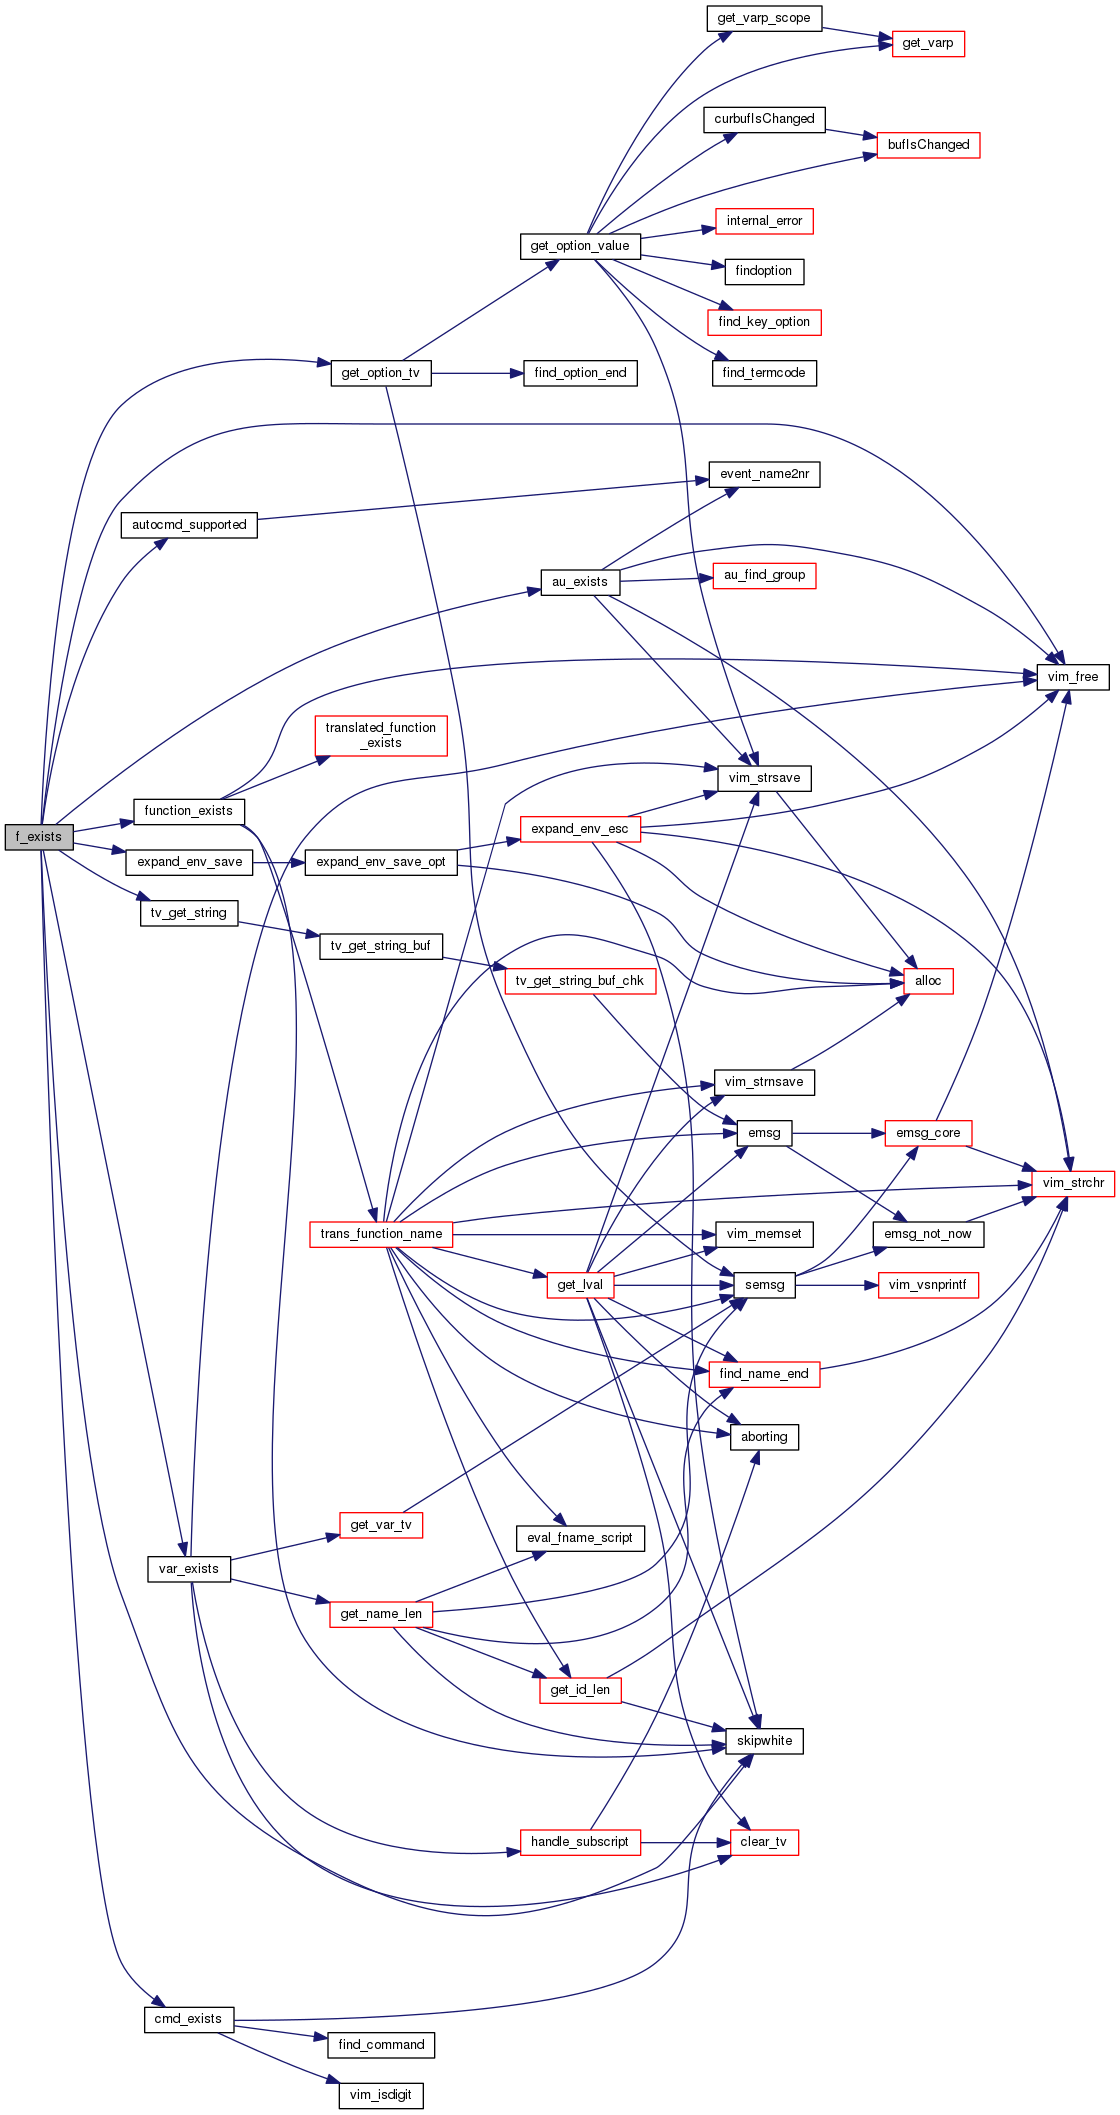 get_varp_scope
get_varp
curbufIsChanged
bufIsChanged
internal_error
get_option_value
findoption
find_key_option
get_option_tv
find_option_end
find_termcode
event_name2nr
autocmd_supported
au_exists
au_find_group
vim_free
translated_function
_exists
vim_strsave
function_exists
f_exists
expand_env_esc
expand_env_save
expand_env_save_opt
tv_get_string
tv_get_string_buf
tv_get_string_buf_chk
alloc
vim_strnsave
emsg
emsg_core
vim_strchr
trans_function_name
vim_memset
emsg_not_now
get_lval
semsg
vim_vsnprintf
find_name_end
aborting
get_var_tv
eval_fname_script
var_exists
get_name_len
get_id_len
skipwhite
handle_subscript
clear_tv
cmd_exists
find_command
vim_isdigit